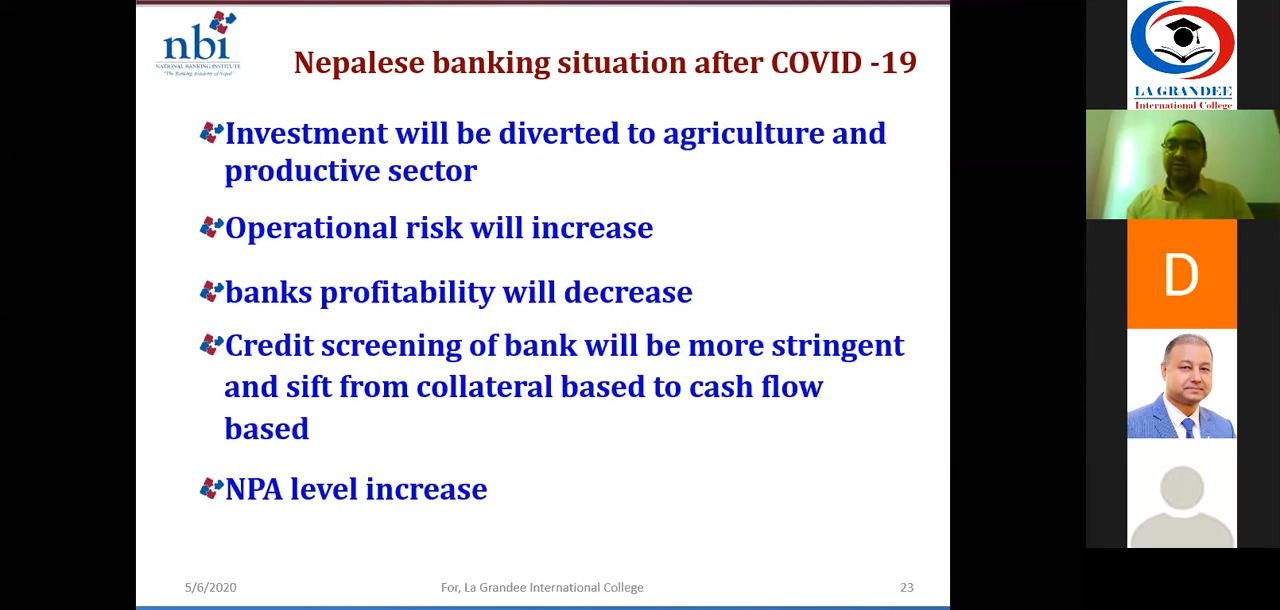 nbi
NATIONAL BANKING INSTITUTE
"The Banking Academy of Nepal"
Nepalese banking situation after COVID -19
Investment will be diverted to agriculture and
productive sector
Operational risk will increase
banks profitability will decrease
Credit screening of bank will be more stringent
and sift from collateral based to cash flow
based
NPA level increase
5/6/2020
For, La Grandee International College
23
LA GRANDEE
International College
D